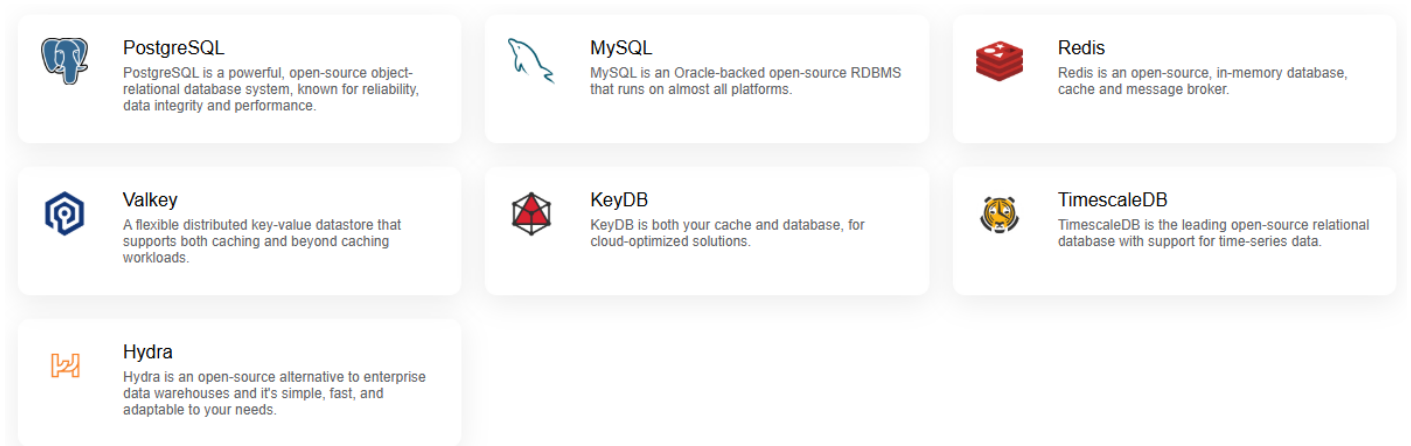 PostgreSQL
PostgreSQL is a powerful, open-source object-
relational database system, known for reliability,
data integrity and performance.
MySQL
MySQL is an Oracle-backed open-source RDBMS
that runs on almost all platforms.
Redis
Redis is an open-source, in-memory database,
cache and message broker.
Valkey
A flexible distributed key-value datastore that
supports both caching and beyond caching
workloads.
KeyDB
KeyDB is both your cache and database, for
cloud-optimized solutions.
TimescaleDB
TimescaleDB is the leading open-source relational
database with support for time-series data.
Hydra
Hydra is an open-source alternative to enterprise
data warehouses and it's simple, fast, and
adaptable to your needs.